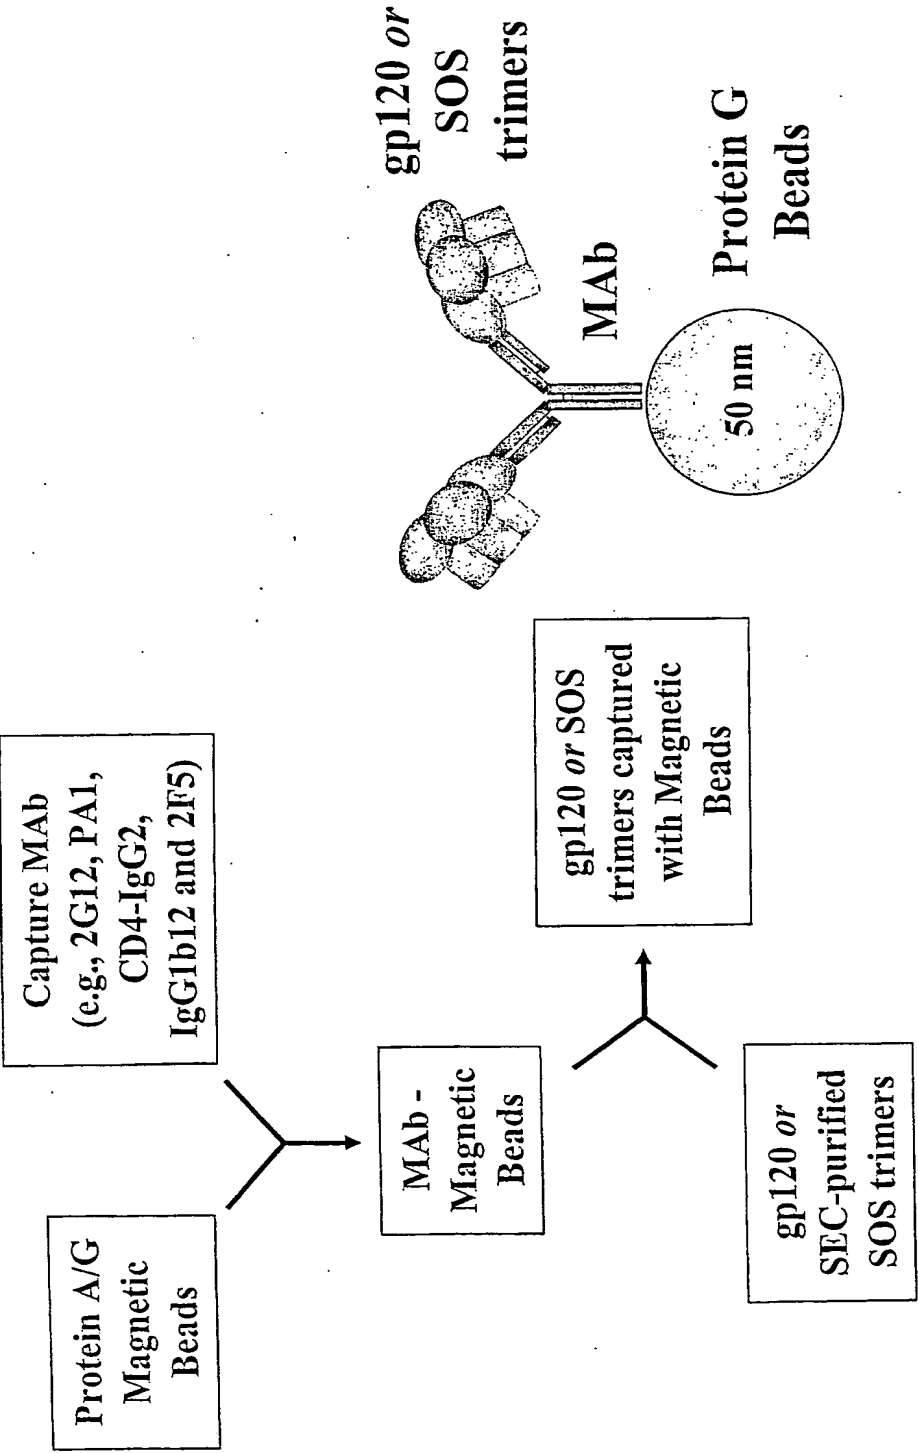 Protein A/G
Magnetic
Beads
Capture MAb
(e.g., 2G12, PA1,
CD4-IgG2,
IgG1b12 and 2F5)
MAb -
Magnetic
Beads
gp120 or
SEC-purified
SOS trimers
gp120 or SOS
trimers captured
with Magnetic
Beads
gp120 or
SOS
trimers
MAb
50 nm
Protein G
Beads